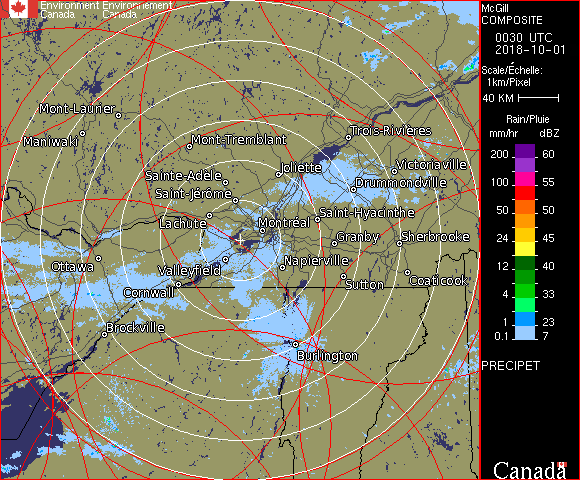 Environment Environnement
Canada Canada
McGill
COMPOSITE
0030 UTC
2018-10-01
Scale/Échelle:
1km/Pixel
40 KM
Rain/Pluie
mm/hr dBZ
200 60
100 55
50 50
24 45
12 40
4 33
1 23
0.1 7
PRECIPET
Canada
Mont-Laurier
Maniwaki
Mont-Tremblant
Trois-Rivières
Sainte-Adèle
Joliette
Victoriaville
Drummondville
Saint-Jérôme
Lachute
Montréal
Saint-Hyacinthe
Granby
Sherbrooke
Ottawa
Valleyfield
Napierville
Cornwall
Sutton
Coaticook
Brockville
Burlington